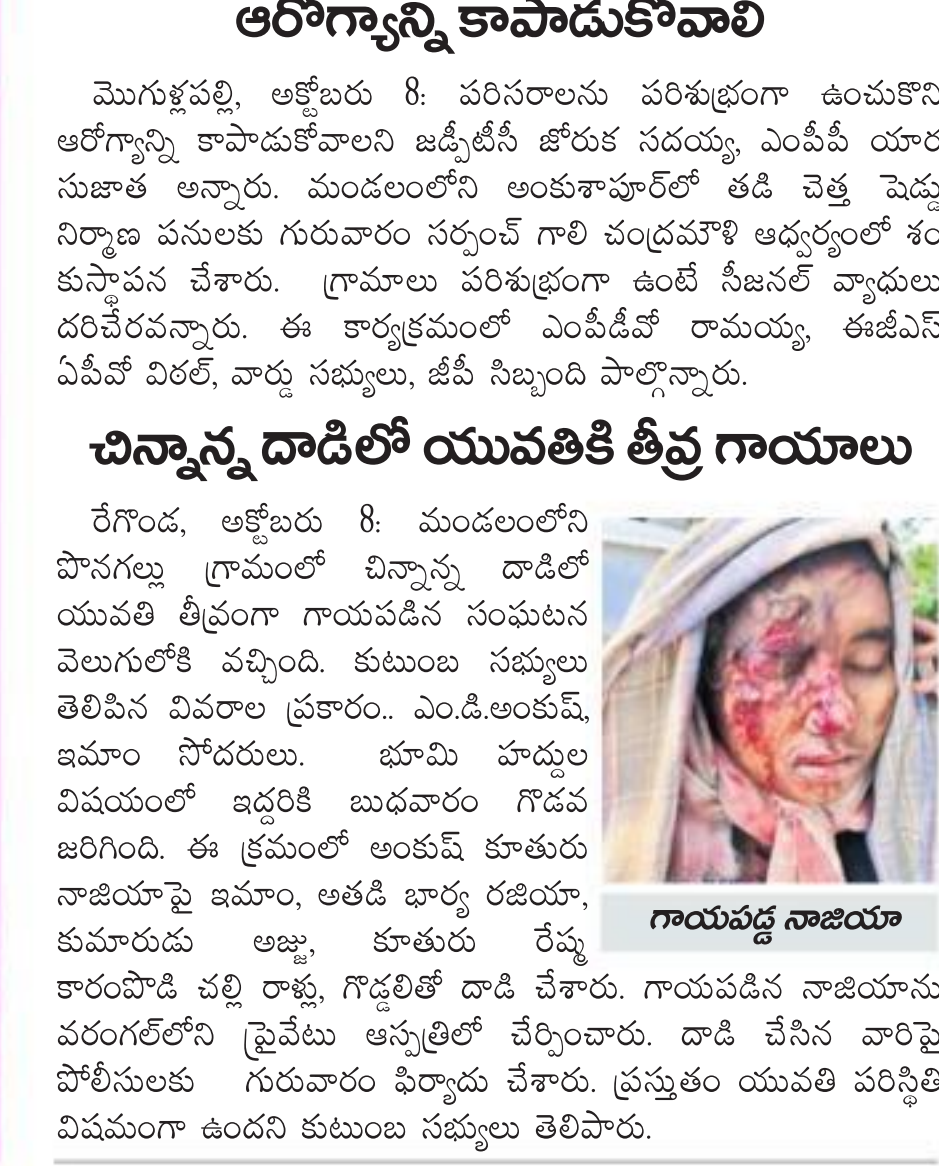 ఆరోగ్యాన్ని కాపాడుకోవాలి
మొగుళ్లపల్లి, అక్టోబరు 8: పరిసరాలను పరిశుభ్రంగా ఉంచుకొని
ఆరోగ్యాన్ని కాపాడుకోవాలని జడ్పీటీసీ జోరుక సదయ్య, ఎంపీపీ యార
సుజాత అన్నారు. మండలంలోని అంకుశాపూర్‌లో తడి చెత్త షెడ్డు
నిర్మాణ పనులకు గురువారం సర్పంచ్ గాలి చంద్రమౌళి ఆధ్వర్యంలో శం
కుస్థాపన చేశారు. గ్రామాలు పరిశుభ్రంగా ఉంటే సీజనల్ వ్యాధులు
దరిచేరవన్నారు. ఈ కార్యక్రమంలో ఎంపీడీవో రామయ్య, ఈజీఎస్
ఏపీవో విఠల్, వార్డు సభ్యులు, జీపీ సిబ్బంది పాల్గొన్నారు.
చిన్నాన్న దాడిలో యువతికి తీవ్ర గాయాలు
రేగొండ, అక్టోబరు 8: మండలంలోని
పొనగల్లు గ్రామంలో చిన్నాన్న దాడిలో
యువతి తీవ్రంగా గాయపడిన సంఘటన
వెలుగులోకి వచ్చింది. కుటుంబ సభ్యులు
తెలిపిన వివరాల ప్రకారం.. ఎం.డి.అంకుష్,
ఇమాం సోదరులు. భూమి హద్దుల
విషయంలో ఇద్దరికి బుధవారం గొడవ
జరిగింది. ఈ క్రమంలో అంకుష్ కూతురు
నాజియాపై ఇమాం, అతడి భార్య రజియా,
కుమారుడు అజ్జు, కూతురు రేష్మ
కారంపొడి చల్లి రాళ్లు, గొడ్డలితో దాడి చేశారు. గాయపడిన నాజియాను
వరంగల్‌లోని ప్రైవేటు ఆస్పత్రిలో చేర్పించారు. దాడి చేసిన వారిపై
పోలీసులకు గురువారం ఫిర్యాదు చేశారు. ప్రస్తుతం యువతి పరిస్థితి
విషమంగా ఉందని కుటుంబ సభ్యులు తెలిపారు.
గాయపడ్డ నాజియా